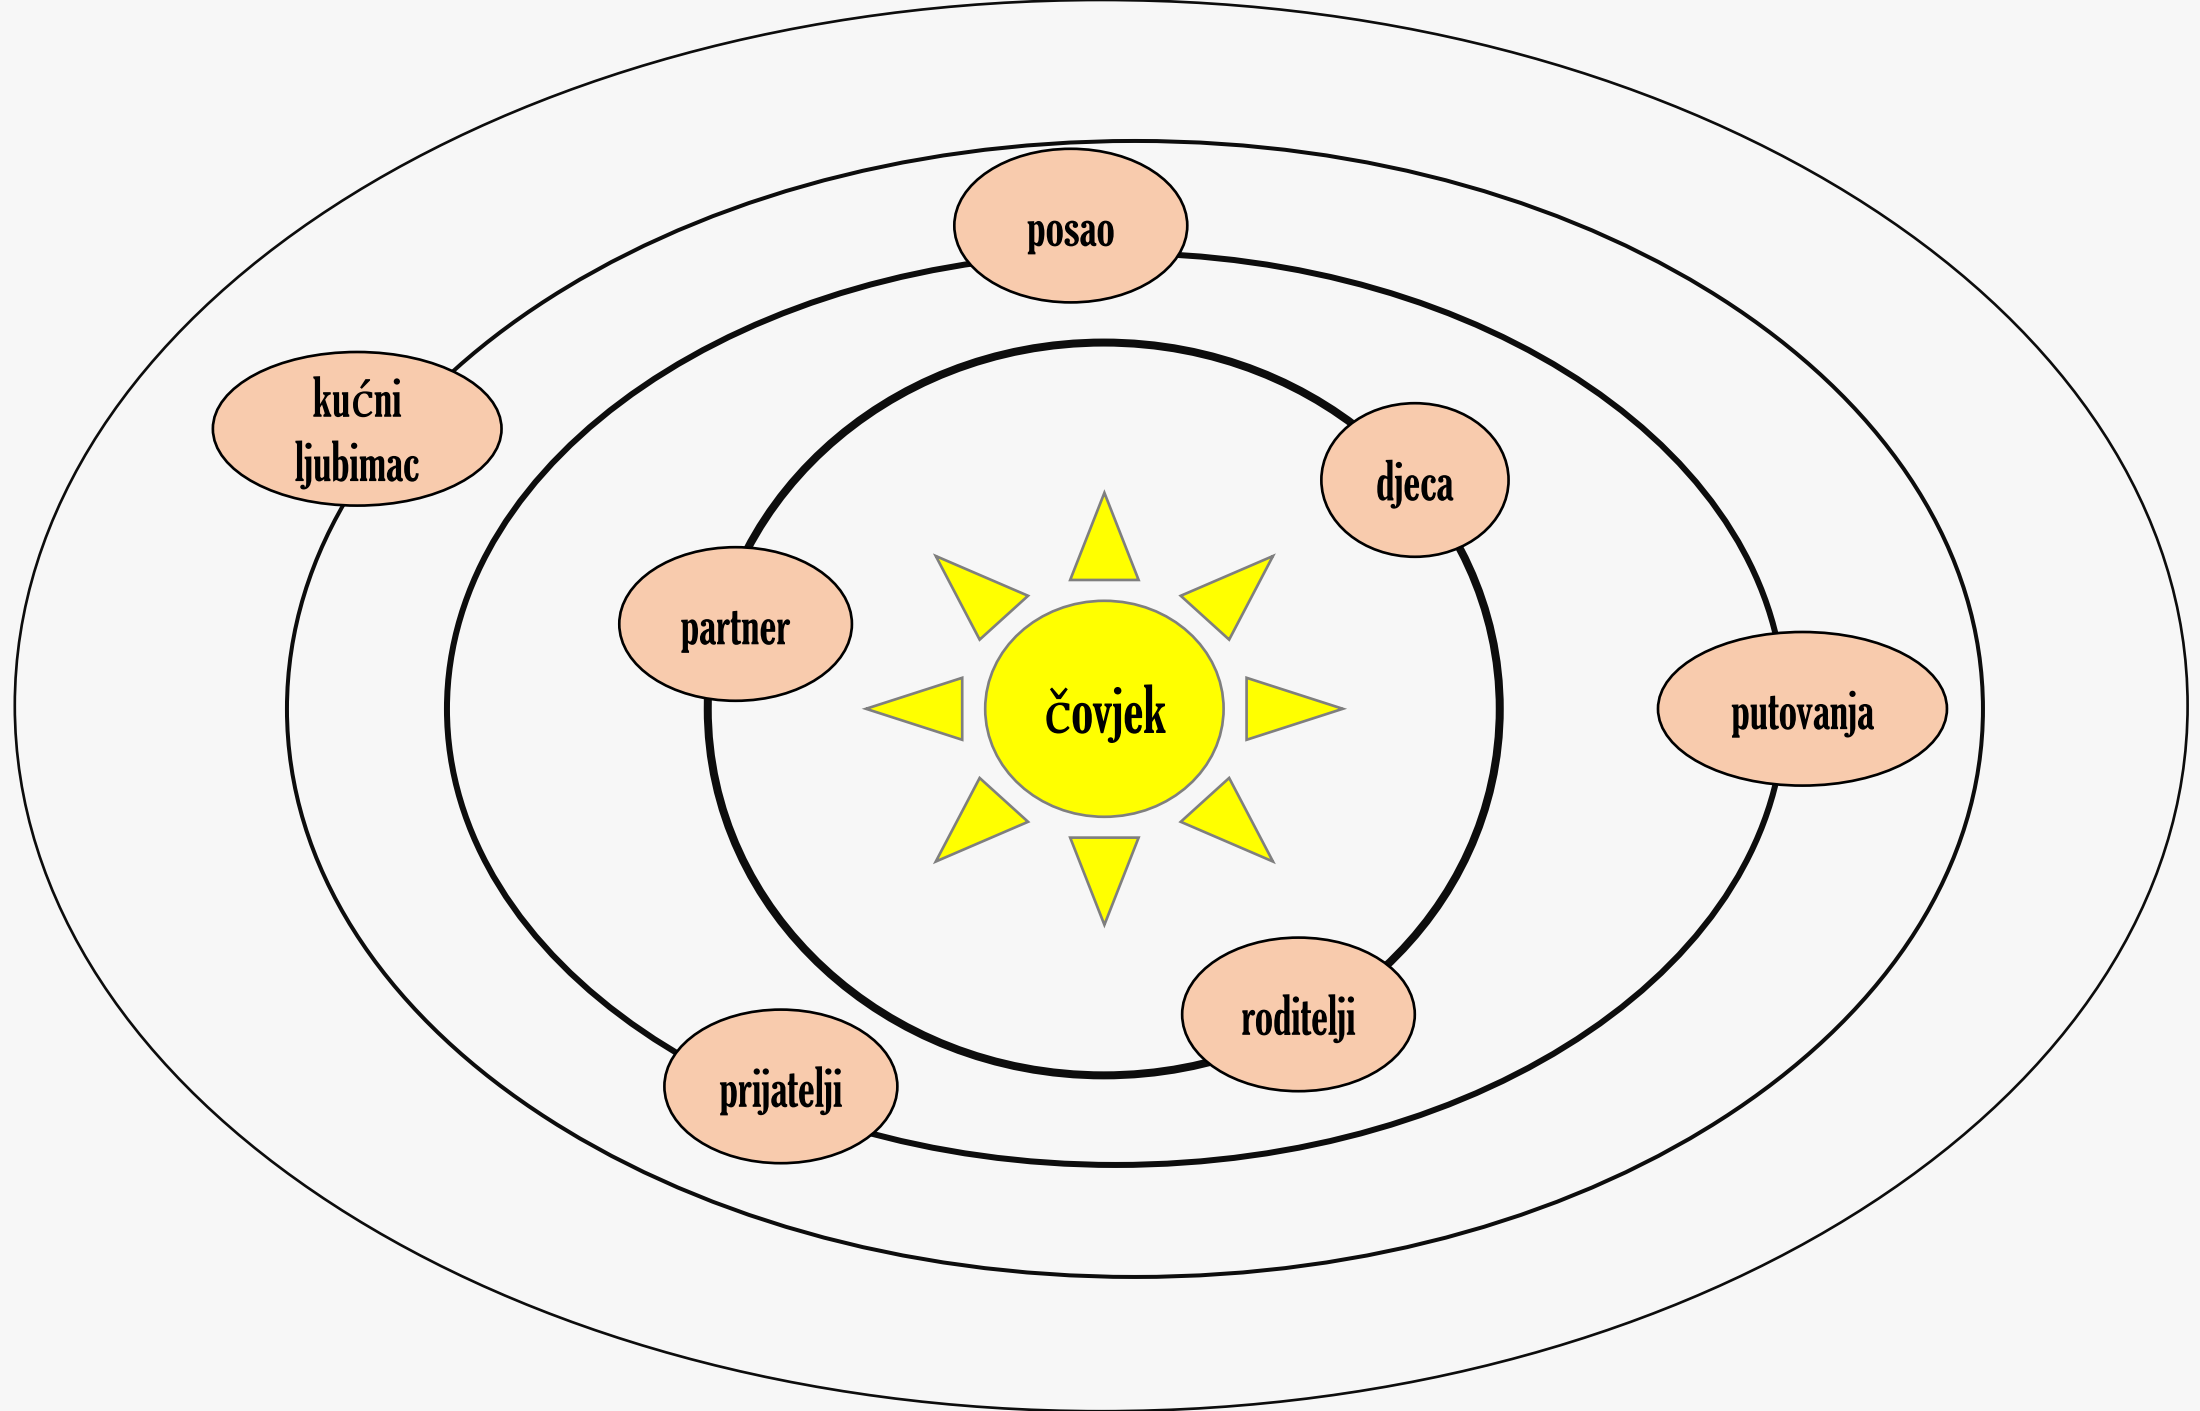 posao
kućni
ljubimac
djeca
partner
čovjek
putovanja
roditelji
prijatelji